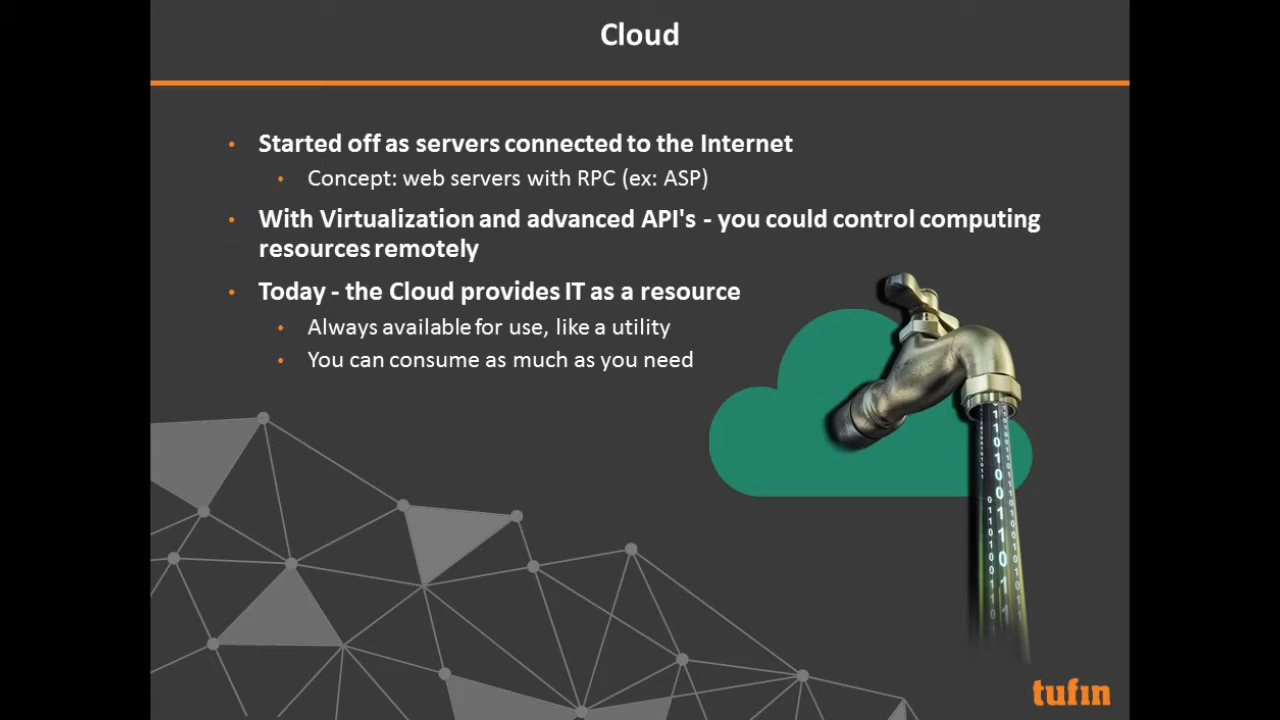 Cloud
• Started off as servers connected to the Internet
• Concept: web servers with RPC (ex: ASP)
• With Virtualization and advanced API's - you could control computing
resources remotely
• Today - the Cloud provides IT as a resource
• Always available for use, like a utility
• You can consume as much as you need
tufin